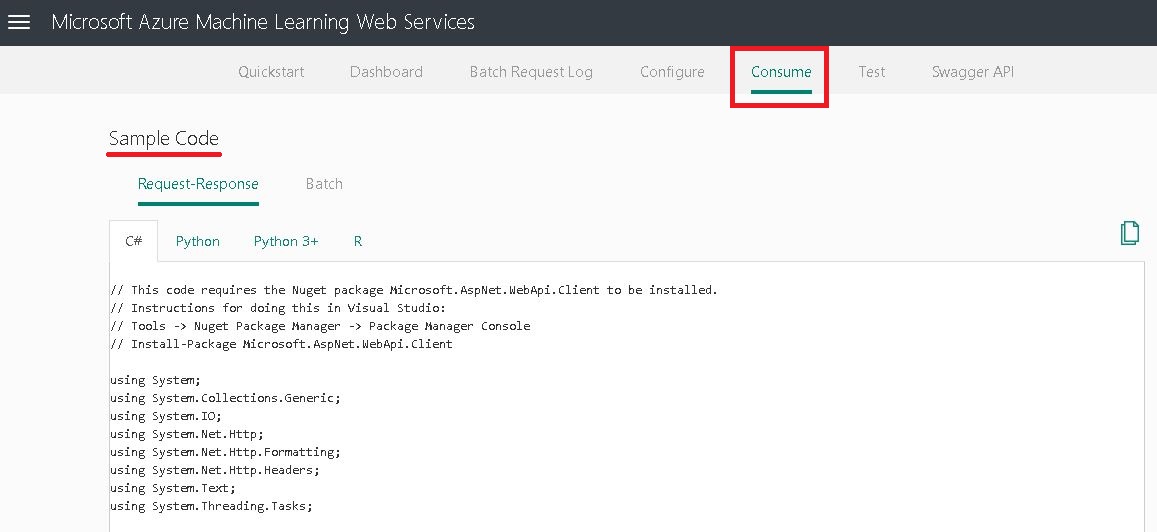 Microsoft Azure Machine Learning Web Services
Quickstart Dashboard Batch Request Log Configure Consume Test Swagger API
Sample Code
Request-Response Batch
C# Python Python 3+ R
// This code requires the Nuget package Microsoft.AspNet.WebApi.Client to be installed.
// Instructions for doing this in Visual Studio:
// Tools -> Nuget Package Manager -> Package Manager Console
// Install-Package Microsoft.AspNet.WebApi.Client
using System;
using System.Collections.Generic;
using System.IO;
using System.Net.Http;
using System.Net.Http.Formatting;
using System.Net.Http.Headers;
using System.Text;
using System.Threading.Tasks;